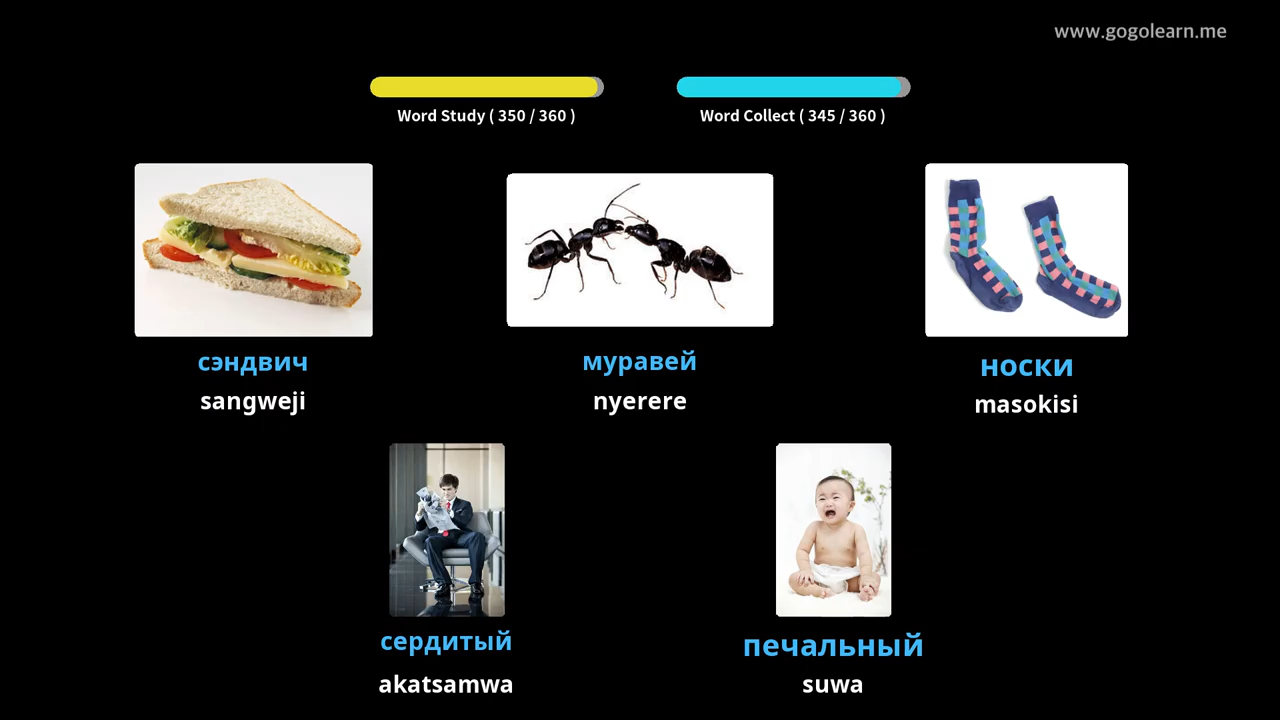 www.gogolearn.me
Word Study ( 350 / 360 )
Word Collect ( 345 / 360 )
сэндвич
муравей
носки
sangweji
nyerere
masokisi
сердитый
печальный
akatsamwa
suwa